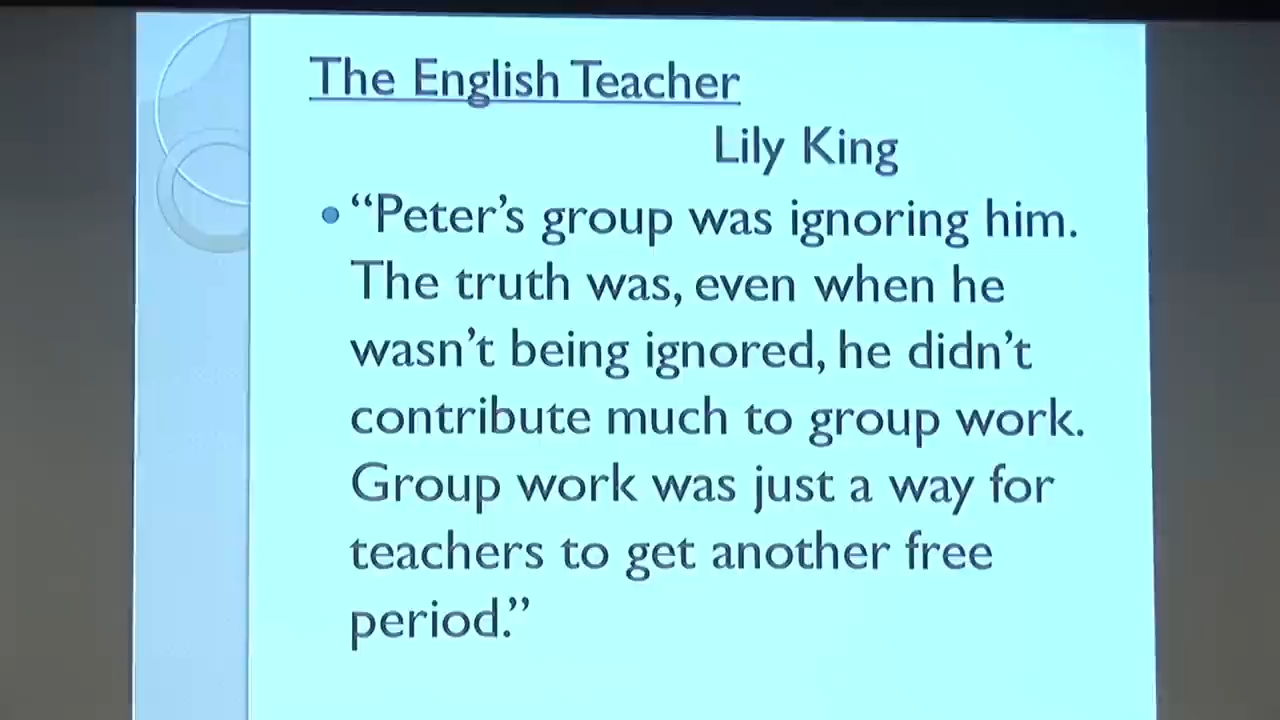 The English Teacher
Lily King
• “Peter’s group was ignoring him.
The truth was, even when he
wasn’t being ignored, he didn’t
contribute much to group work.
Group work was just a way for
teachers to get another free
period.”